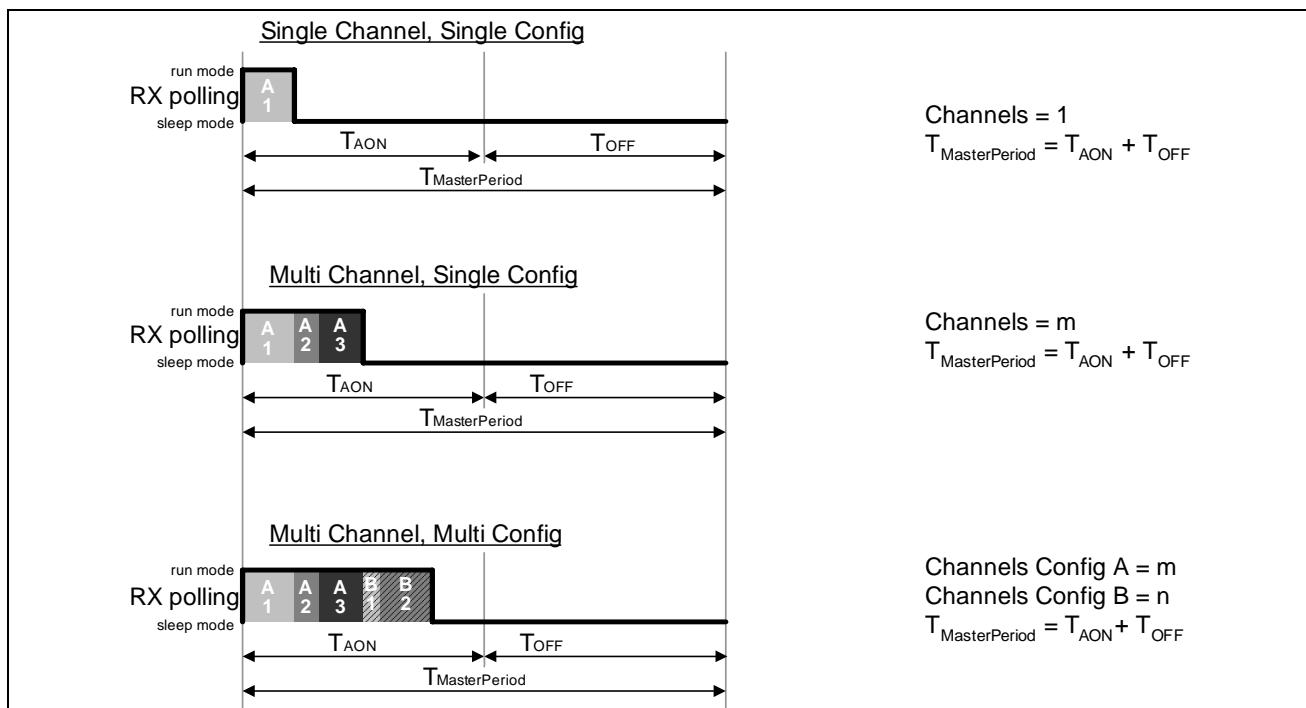 Single Channel, Single Config
run mode
RX polling
sleep mode
A
1
TAON
TOFF
TMasterPeriod
Channels = 1
TMasterPeriod = TAON + TOFF
Multi Channel, Single Config
run mode
RX polling
sleep mode
A A A
1 2 3
TAON
TOFF
TMasterPeriod
Channels = m
TMasterPeriod = TAON + TOFF
Multi Channel, Multi Config
run mode
RX polling
sleep mode
A A A B B
1 2 3 1 2
TAON
TOFF
TMasterPeriod
Channels Config A = m
Channels Config B = n
TMasterPeriod = TAON+ TOFF